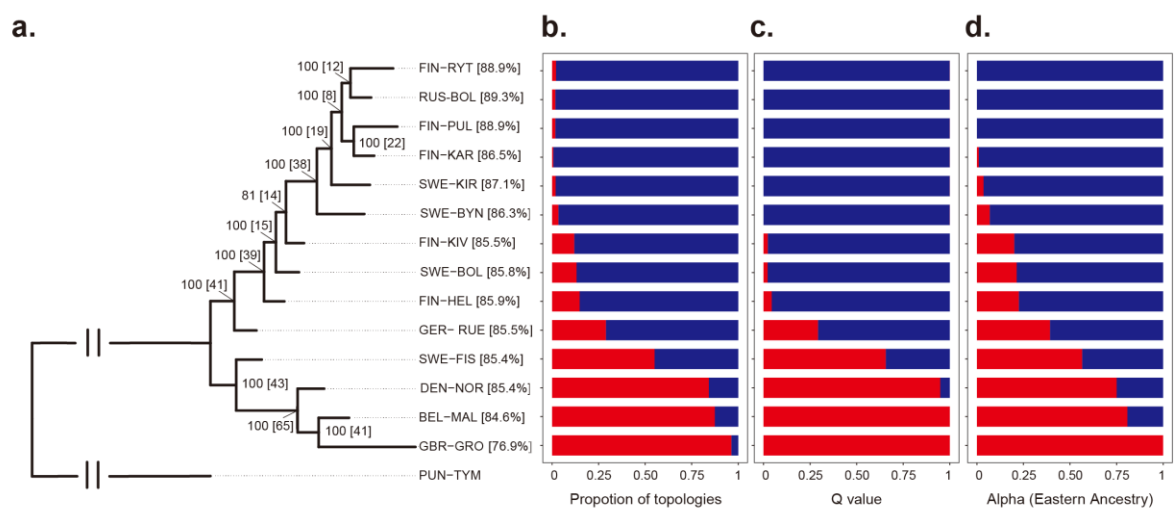 a.
b.
c.
d.
100 [12]
FIN−RYT [88.9%]
100 [8]
RUS-BOL [89.3%]
100 [19]
FIN−PUL [88.9%]
100 [22]
FIN−KAR [86.5%]
100 [38]
SWE−KIR [87.1%]
81 [14]
SWE−BYN [86.3%]
100 [15]
FIN−KIV [85.5%]
100 [39]
SWE−BOL [85.8%]
100 [41]
FIN−HEL [85.9%]
GER− RUE [85.5%]
SWE−FIS [85.4%]
100 [43]
DEN−NOR [85.4%]
100 [65]
BEL−MAL [84.6%]
100 [41]
GBR−GRO [76.9%]
PUN−TYM
0 0.25 0.50 0.75 1
Propotion of topologies
0 0.25 0.50 0.75 1
Q value
0 0.25 0.50 0.75 1
Alpha (Eastern Ancestry)